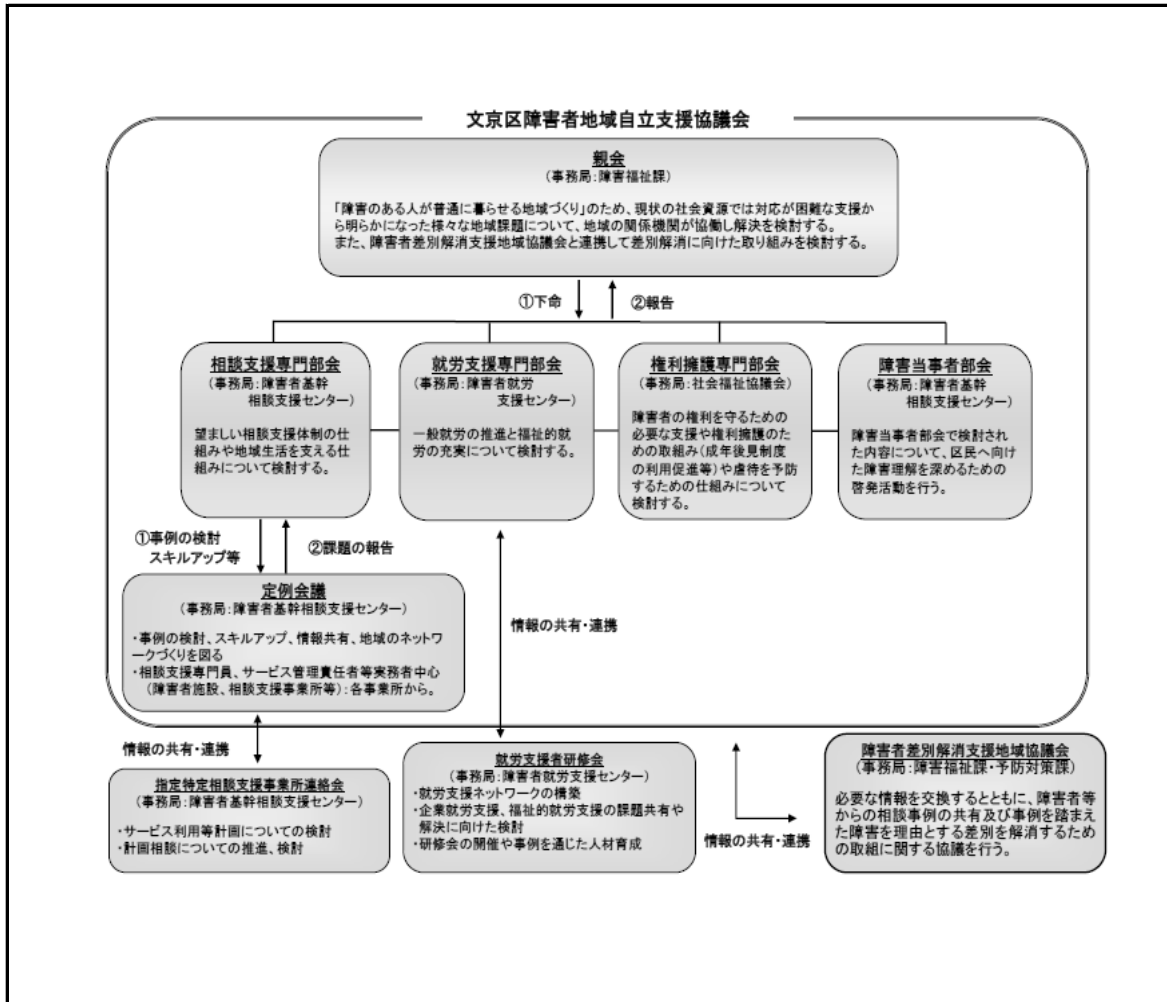 文京区障害者地域自立支援協議会
親会
（事務局：障害福祉課）
「障害のある人が普通に暮らせる地域づくり」のため、現状の社会資源では対応が困難な支援か
ら明らかになった様々な地域課題について、地域の関係機関が協働し解決を検討する。
また、障害者差別解消支援地域協議会と連携して差別解消に向けた取り組みを検討する。
①下命
②報告
相談支援専門部会
（事務局：障害者基幹
相談支援センター）
望ましい相談支援体制の仕
組みや地域生活を支える仕
組みについて検討する。
就労支援専門部会
（事務局：障害者就労
支援センター）
一般就労の推進と福祉的就
労の充実について検討する。
権利擁護専門部会
（事務局：社会福祉協議会）
障害者の権利を守るための
必要な支援や権利擁護のた
めの取組み（成年後見制度
の利用促進等）や虐待を予防
するための仕組みについて
検討する。
障害当事者部会
（事務局：障害者基幹
相談支援センター）
障害当事者部会で検討され
た内容について、区民へ向け
た障害理解を深めるための
啓発活動を行う。
①事例の検討
スキルアップ等
②課題の報告
定例会議
（事務局：障害者基幹相談支援センター）
・事例の検討、スキルアップ、情報共有、地域のネットワ
ークづくりを図る
・相談支援専門員、サービス管理責任者等実務者中心
（障害者施設、相談支援事業所等）：各事業所から。
情報の共有・連携
情報の共有・連携
指定特定相談支援事業所連絡会
（事務局：障害者基幹相談支援センター）
・サービス利用等計画についての検討
・計画相談についての推進、検討
就労支援者研修会
（事務局：障害者就労支援センター）
・就労支援ネットワークの構築
・企業就労支援、福祉的就労支援の課題共有や
解決に向けた検討
・研修会の開催や事例を通じた人材育成
情報の共有・連携
障害者差別解消支援地域協議会
（事務局：障害福祉課・予防対策課）
必要な情報を交換するとともに、障害者等
からの相談事例の共有及び事例を踏まえ
た障害を理由とする差別を解消するため
の取組に関する協議を行う。